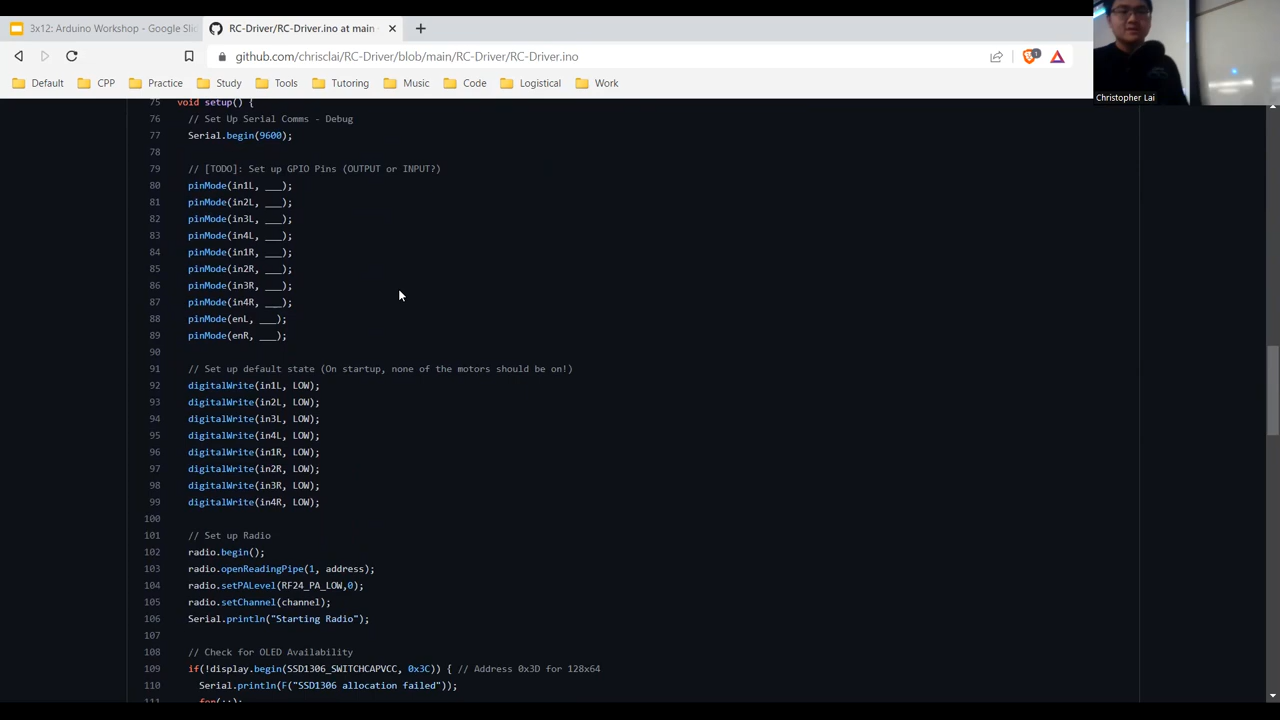 3x12: Arduino Workshop - Google Slid
RC-Driver/RC-Driver.ino at main
github.com/chrisclai/RC-Driver/blob/main/RC-Driver/RC-Driver.ino
1
Default CPP Practice Study Tools Tutoring Music Code Logistical Work
Christopher Lai
75 void setup() {
76 // Set Up Serial Comms - Debug
77 Serial.begin(9600);
78
79 // [TODO]: Set up GPIO Pins (OUTPUT or INPUT?)
80 pinMode(in1L, ___);
81 pinMode(in2L, ___);
82 pinMode(in3L, ___);
83 pinMode(in4L, ___);
84 pinMode(in1R, ___);
85 pinMode(in2R, ___);
86 pinMode(in3R, ___);
87 pinMode(in4R, ___);
88 pinMode(enL, ___);
89 pinMode(enR, ___);
90
91 // Set up default state (On startup, none of the motors should be on!)
92 digitalWrite(in1L, LOW);
93 digitalWrite(in2L, LOW);
94 digitalWrite(in3L, LOW);
95 digitalWrite(in4L, LOW);
96 digitalWrite(in1R, LOW);
97 digitalWrite(in2R, LOW);
98 digitalWrite(in3R, LOW);
99 digitalWrite(in4R, LOW);
100
101 // Set up Radio
102 radio.begin();
103 radio.openReadingPipe(1, address);
104 radio.setPALevel(RF24_PA_LOW,0);
105 radio.setChannel(channel);
106 Serial.println("Starting Radio");
107
108 // Check for OLED Availability
109 if(!display.begin(SSD1306_SWITCHCAPVCC, 0x3C)) { // Address 0x3D for 128x64
110 Serial.println(F("SSD1306 allocation failed"));
111 for(;;);